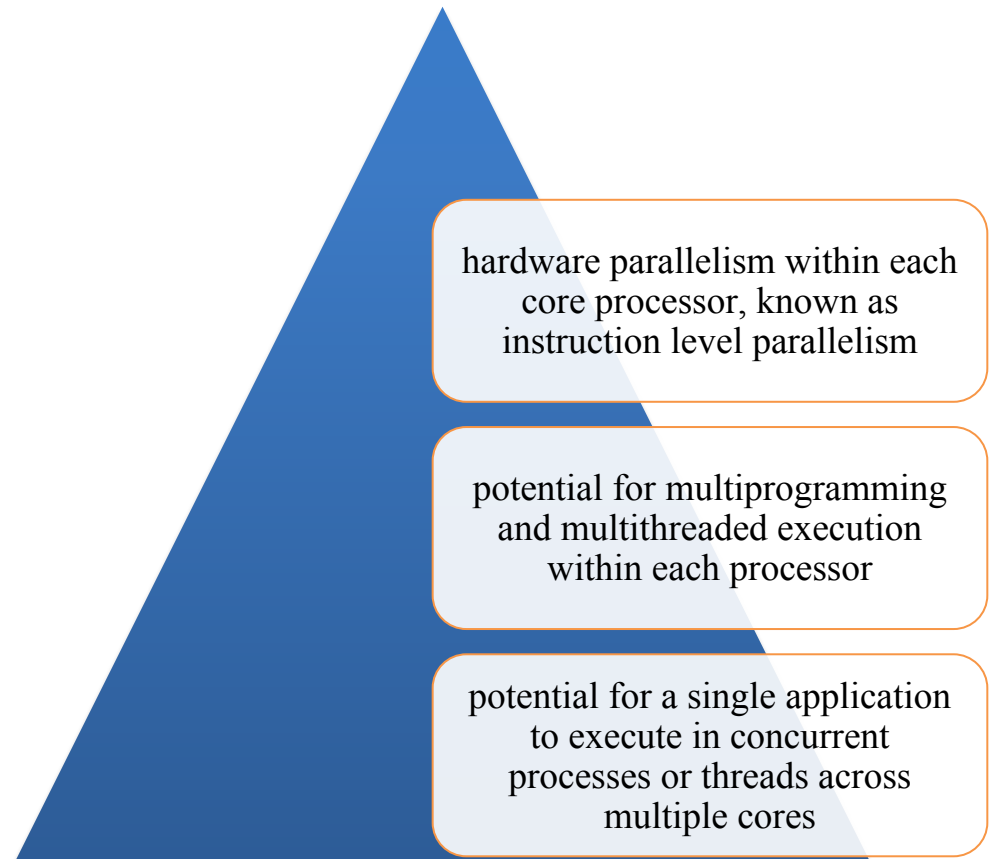 hardware parallelism within each
core processor, known as
instruction level parallelism
potential for multiprogramming
and multithreaded execution
within each processor
potential for a single application
to execute in concurrent
processes or threads across
multiple cores